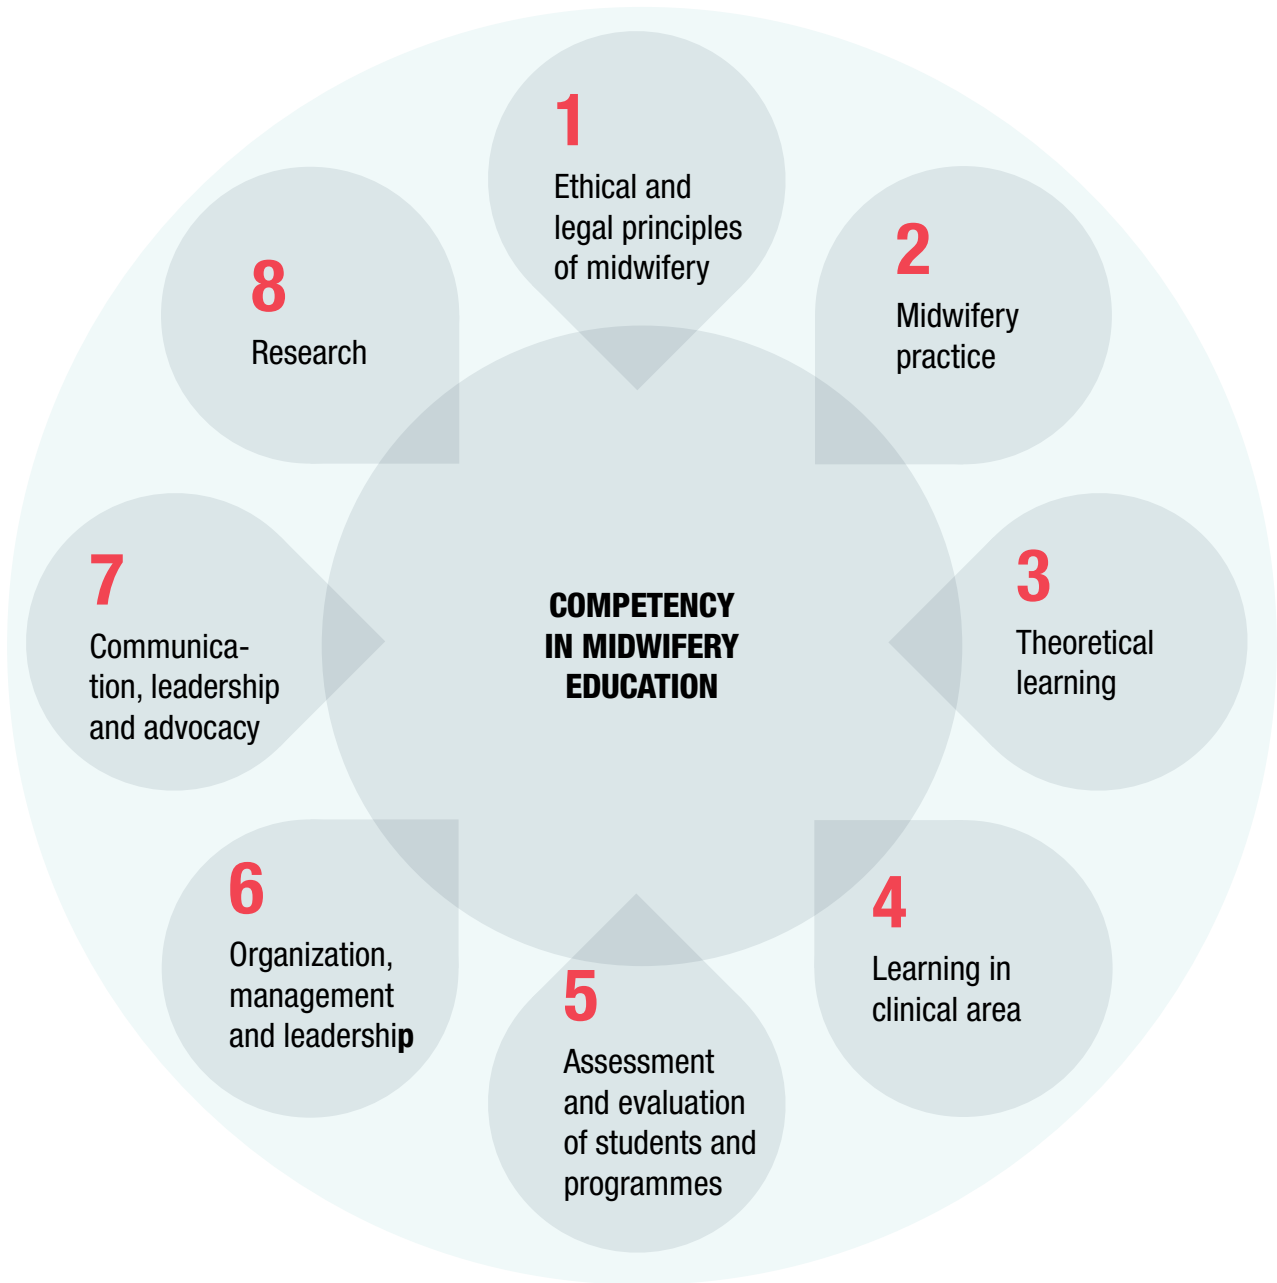 1
Ethical and
legal principles
of midwifery
2
Midwifery
practice
3
Theoretical
learning
4
Learning in
clinical area
5
Assessment
and evaluation
of students and
programmes
6
Organization,
management
and leadership
7
Communica-
tion, leadership
and advocacy
8
Research
COMPETENCY
IN MIDWIFERY
EDUCATION